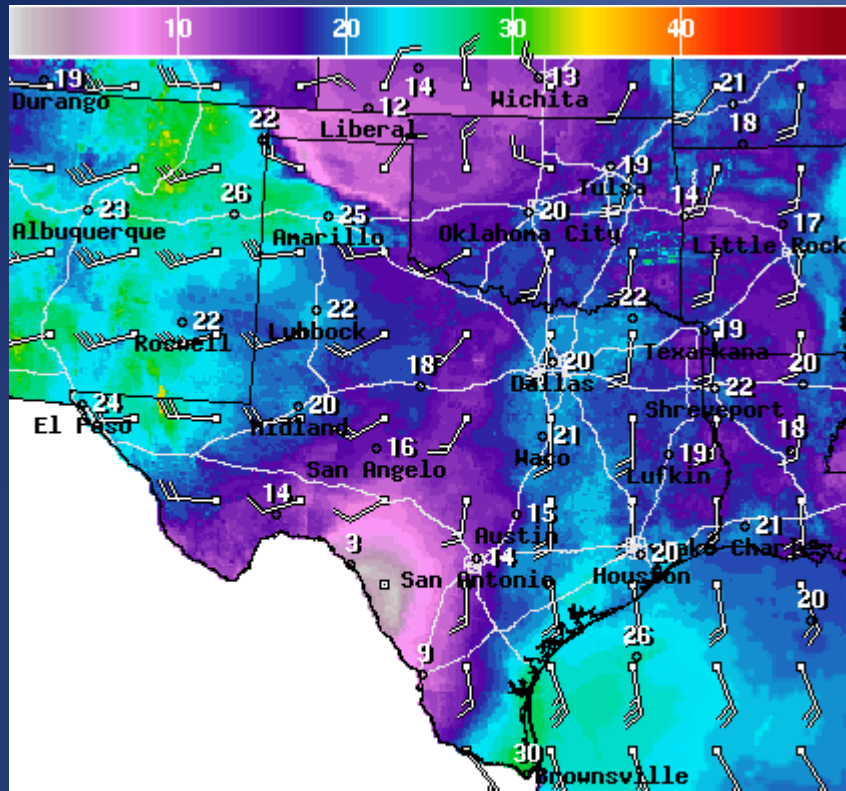 10 20 30 40
19 14 13 21
Durango Wichita
12
Liberal
22 18
19
Tulsa
23 26 25 20 14 17
Albuquerque Amarillo Oklahoma City Little Rock
22 22 22
Roswell Lubbock 19
Texarkana
18 20 20
Dallas 22
24 20 Shreveport
El Paso Midland
21 18
16 Waco 19
San Angelo Lufkin
14 15 21
Austin Lake Charles
3 14 20
San Antonio Houston
20
26
9
30
Brownsville